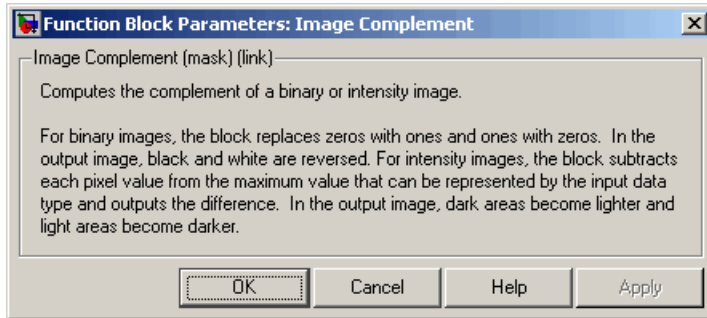 Function Block Parameters: Image Complement
Image Complement (mask) (link)
Computes the complement of a binary or intensity image.
For binary images, the block replaces zeros with ones and ones with zeros.  In the
output image, black and white are reversed. For intensity images, the block subtracts
each pixel value from the maximum value that can be represented by the input data
type and outputs the difference.  In the output image, dark areas become lighter and
light areas become darker.
OK
Cancel
Help
Apply